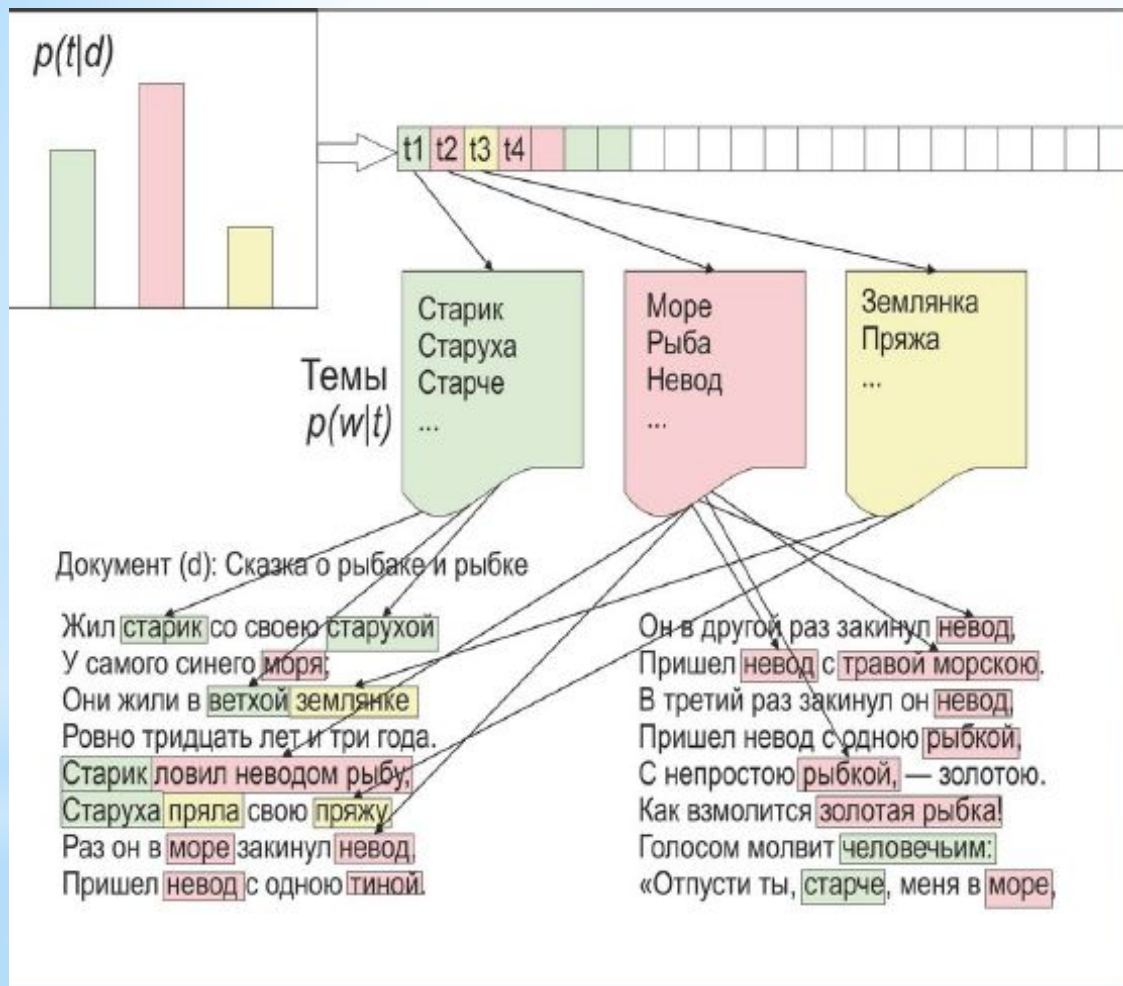 p(t|d)
t1 t2 t3 t4
Старик
Старуха
Старче
...
Море
Рыба
Невод
...
Землянка
Пряжа
...
Темы
p(w|t)
Документ (d): Сказка о рыбаке и рыбке
Жил старик со своею старухой
У самого синего моря;
Они жили в ветхой землянке
Ровно тридцать лет и три года.
Старик ловил неводом рыбу,
Старуха пряла свою пряжу.
Раз он в море закинул невод,
Пришел невод с одною тиной.
Он в другой раз закинул невод,
Пришел невод с травой морскою.
В третий раз закинул он невод,
Пришел невод с одною рыбкой,
С непростою рыбкой, — золотою.
Как взмолится золотая рыбка!
Голосом молвит человечьим:
«Отпусти ты, старче, меня в море,